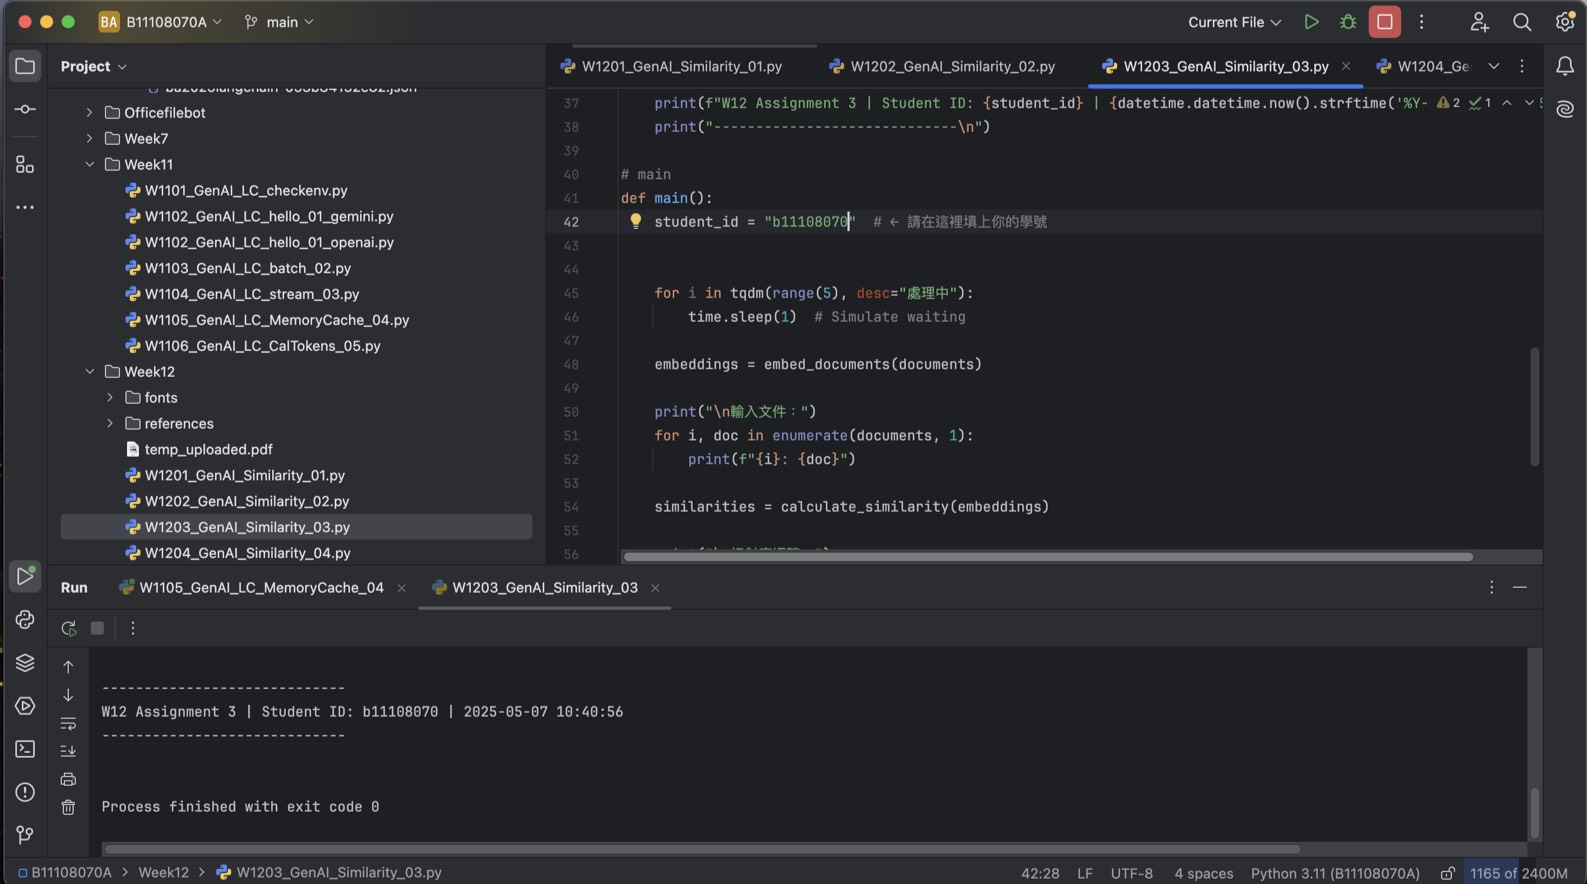 BA B11108070A main Current File
Project
W1201_GenAI_Similarity_01.py W1202_GenAI_Similarity_02.py W1203_GenAI_Similarity_03.py W1204_Ge
Officefilebot
Week7
Week11
W1101_GenAI_LC_checkenv.py
W1102_GenAI_LC_hello_01_gemini.py
W1102_GenAI_LC_hello_01_openai.py
W1103_GenAI_LC_batch_02.py
W1104_GenAI_LC_stream_03.py
W1105_GenAI_LC_MemoryCache_04.py
W1106_GenAI_LC_CalTokens_05.py
Week12
fonts
references
temp_uploaded.pdf
W1201_GenAI_Similarity_01.py
W1202_GenAI_Similarity_02.py
W1203_GenAI_Similarity_03.py
W1204_GenAI_Similarity_04.py
37 print(f"W12 Assignment 3 | Student ID: {student_id} | {datetime.datetime.now().strftime('%Y- 2 1
38 print("-----------------------------\n")
39
40 # main
41 def main():
42 student_id = "b11108070" # ← 請在這裡填上你的學號
43
44
45 for i in tqdm(range(5), desc="處理中"):
46 time.sleep(1) # Simulate waiting
47
48 embeddings = embed_documents(documents)
49
50 print("\n輸入文件：")
51 for i, doc in enumerate(documents, 1):
52 print(f"{i}: {doc}")
53
54 similarities = calculate_similarity(embeddings)
55
56
Run W1105_GenAI_LC_MemoryCache_04 W1203_GenAI_Similarity_03
-----------------------------
W12 Assignment 3 | Student ID: b11108070 | 2025-05-07 10:40:56
-----------------------------
Process finished with exit code 0
B11108070A > Week12 > W1203_GenAI_Similarity_03.py 42:28 LF UTF-8 4 spaces Python 3.11 (B11108070A) 1165 of 2400M